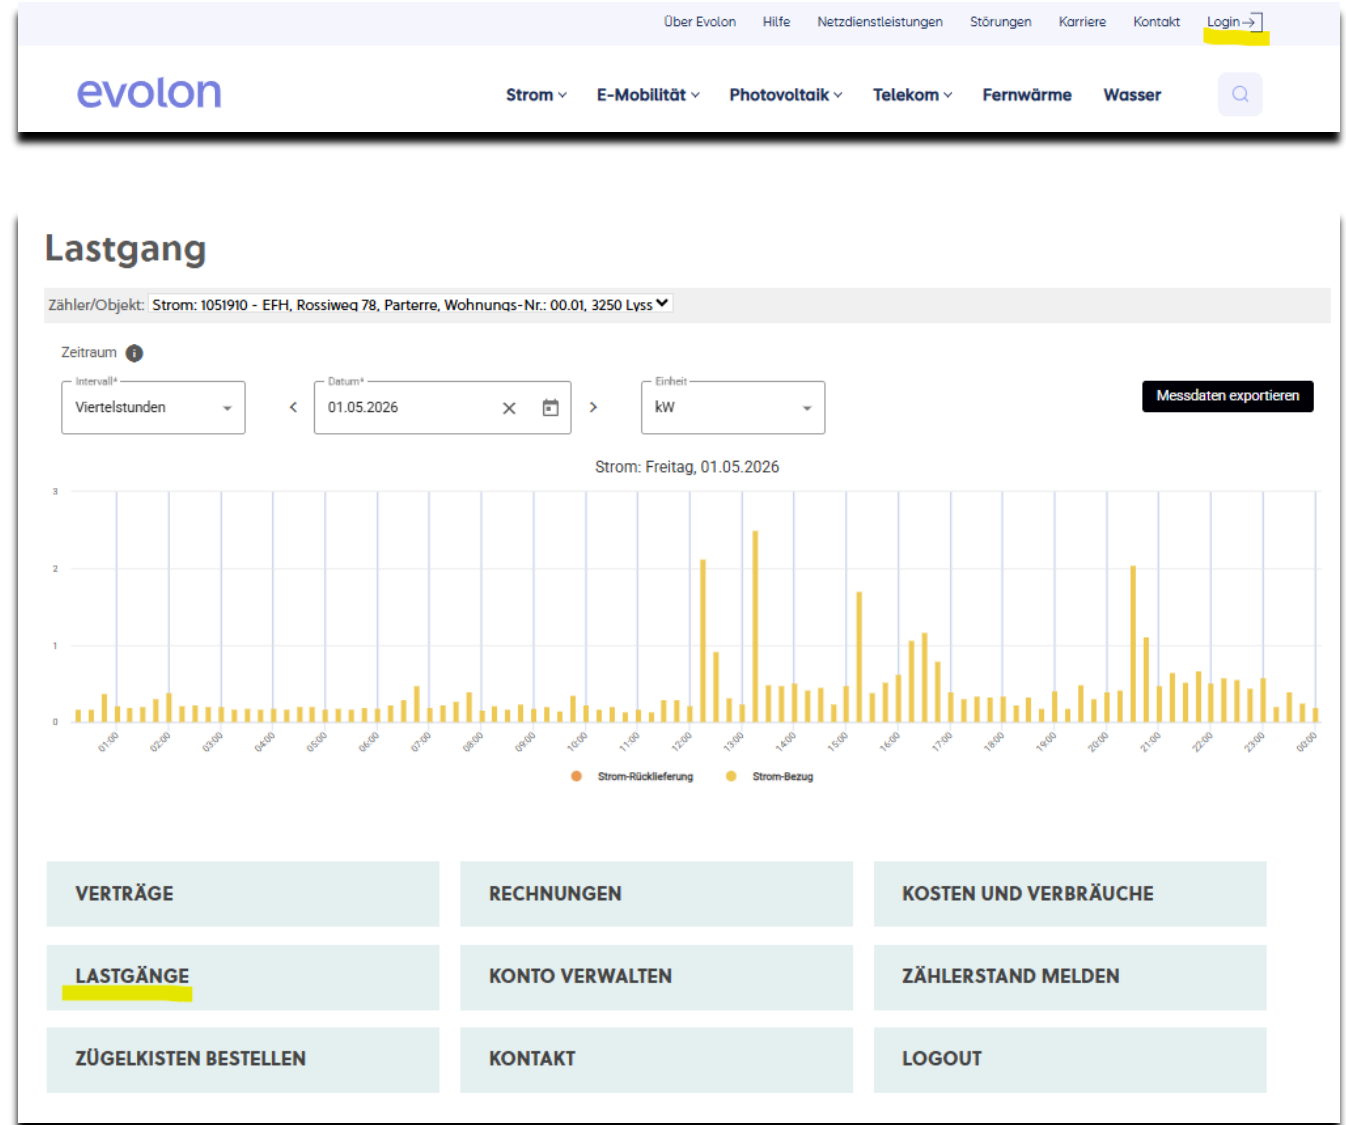 Über Evolon Hilfe Netzdienstleistungen Störungen Karriere Kontakt Login
evolon Strom E-Mobilität Photovoltaik Telekom Fernwärme Wasser
Lastgang
Zähler/Objekt: Strom: 1051910 - EFH, Rossiweg 78, Parterre, Wohnungs-Nr.: 00.01, 3250 Lyss
Zeitraum
Intervall* Datum* Einheit
Viertelstunden 01.05.2026 kW Messdaten exportieren
Strom: Freitag, 01.05.2026
3
2
1
0
01:00 02:00 03:00 04:00 05:00 06:00 07:00 08:00 09:00 10:00 11:00 12:00 13:00 14:00 15:00 16:00 17:00 18:00 19:00 20:00 21:00 22:00 23:00 00:00
Strom-Rücklieferung Strom-Bezug
VERTRÄGE RECHNUNGEN KOSTEN UND VERBRÄUCHE
LASTGÄNGE KONTO VERWALTEN ZÄHLERSTAND MELDEN
ZÜGELKISTEN BESTELLEN KONTAKT LOGOUT